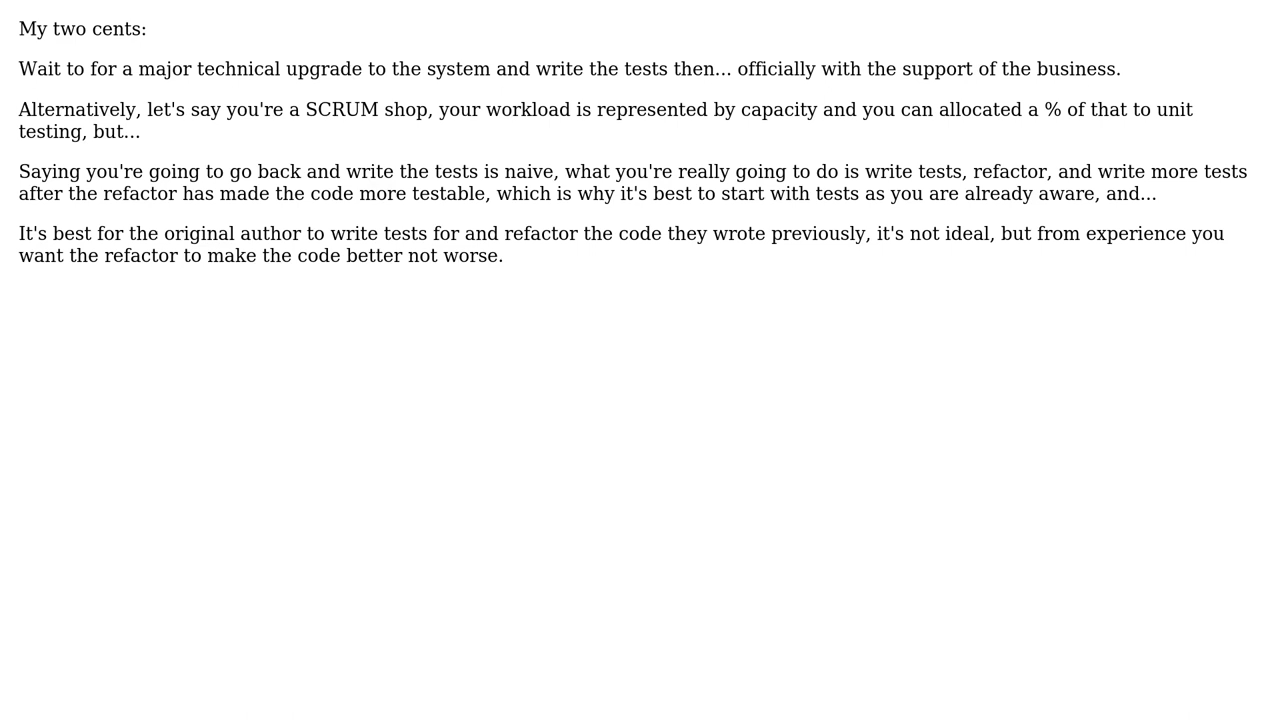 My two cents:
Wait to for a major technical upgrade to the system and write the tests then... officially with the support of the business.
Alternatively, let's say you're a SCRUM shop, your workload is represented by capacity and you can allocated a % of that to unit
testing, but...
Saying you're going to go back and write the tests is naive, what you're really going to do is write tests, refactor, and write more tests
after the refactor has made the code more testable, which is why it's best to start with tests as you are already aware, and...
It's best for the original author to write tests for and refactor the code they wrote previously, it's not ideal, but from experience you
want the refactor to make the code better not worse.